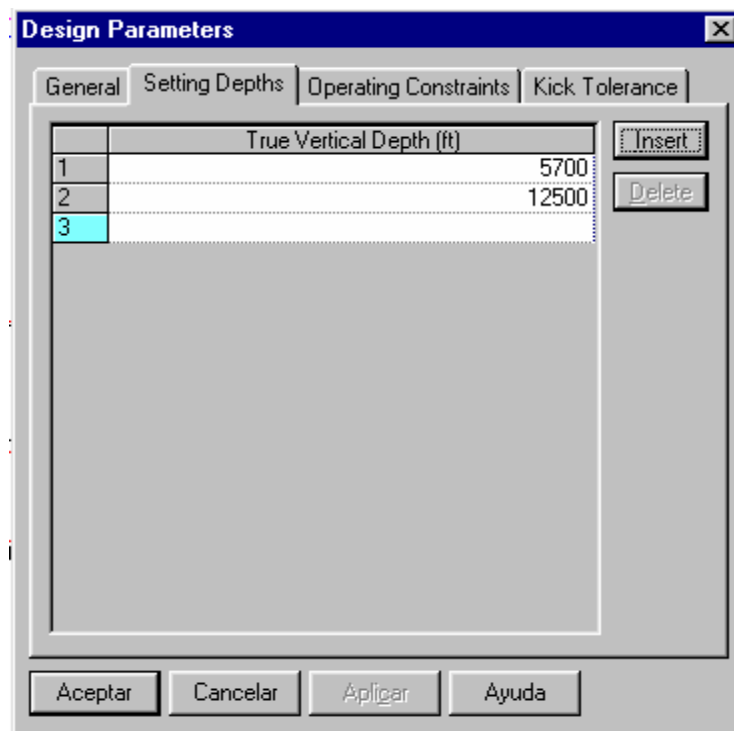 Design Parameters
General Setting Depths Operating Constraints Kick Tolerance
True Vertical Depth (ft)
Insert
1 5700
2 12500
Delete
3
Aceptar Cancelar Aplicar Ayuda